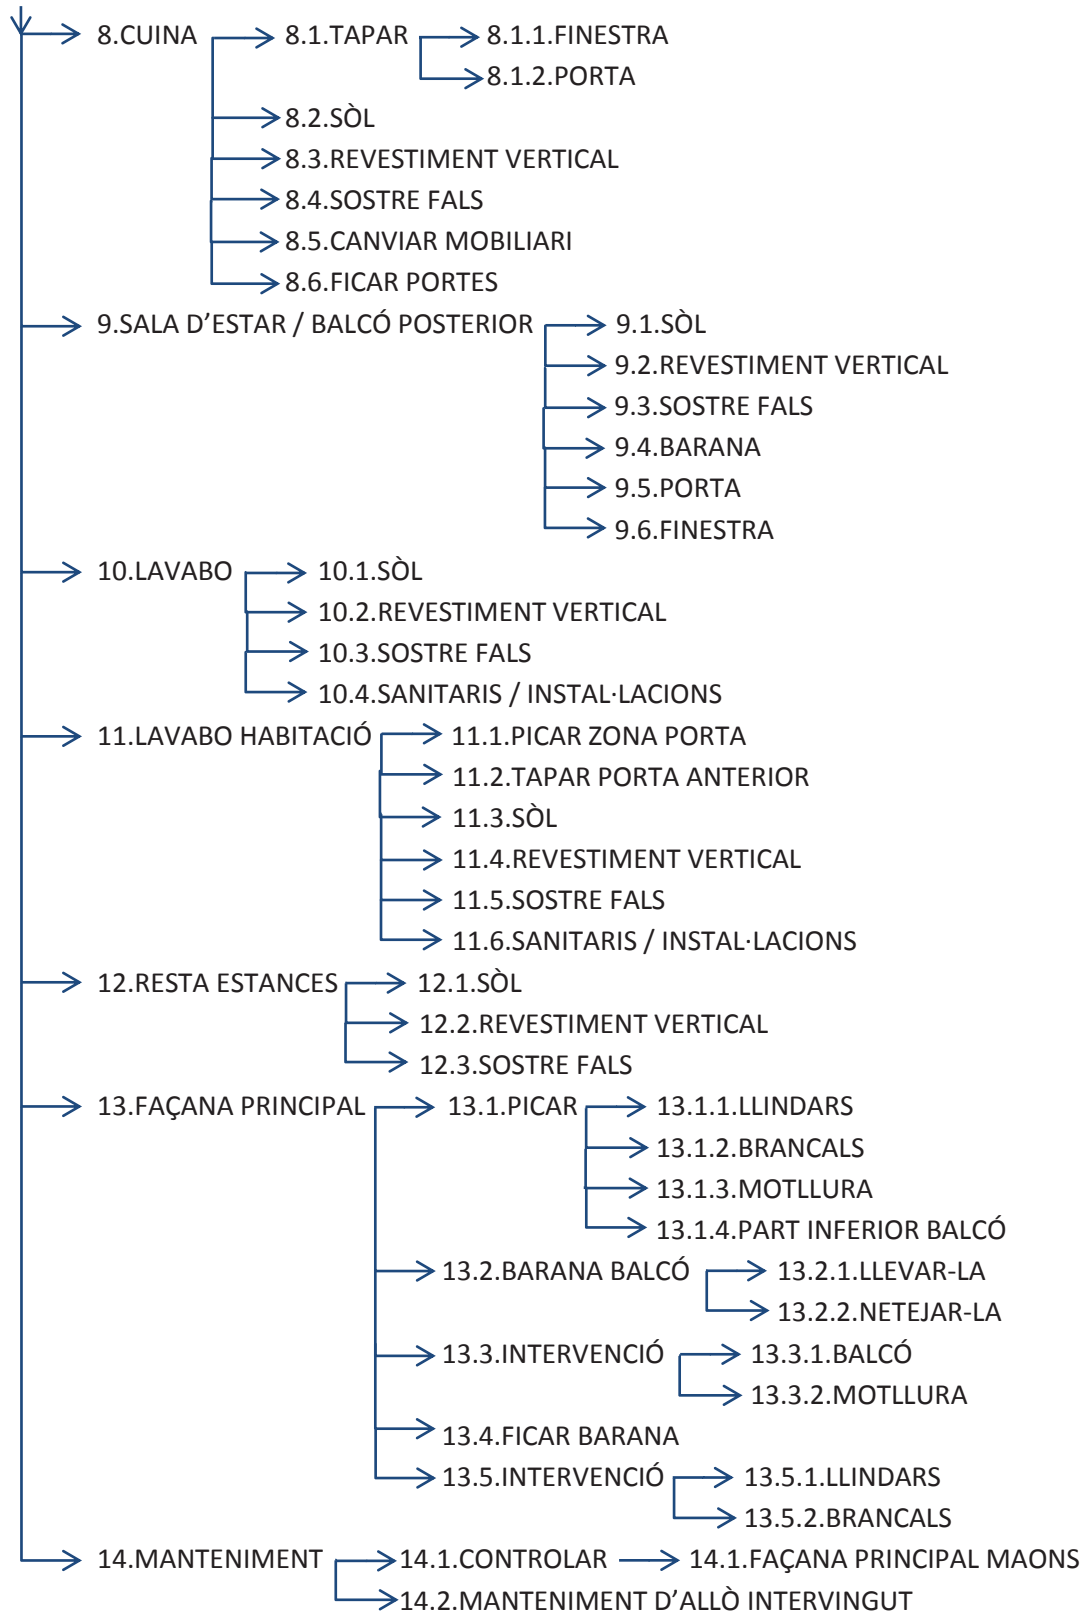 8.CUINA 8.1.TAPAR 8.1.1.FINESTRA
8.1.2.PORTA
8.2.SÒL
8.3.REVESTIMENT VERTICAL
8.4.SOSTRE FALS
8.5.CANVIAR MOBILIARI
8.6.FICAR PORTES
9.SALA D’ESTAR / BALCÓ POSTERIOR 9.1.SÒL
9.2.REVESTIMENT VERTICAL
9.3.SOSTRE FALS
9.4.BARANA
9.5.PORTA
9.6.FINESTRA
10.LAVABO 10.1.SÒL
10.2.REVESTIMENT VERTICAL
10.3.SOSTRE FALS
10.4.SANITARIS / INSTAL·LACIONS
11.LAVABO HABITACIÓ 11.1.PICAR ZONA PORTA
11.2.TAPAR PORTA ANTERIOR
11.3.SÒL
11.4.REVESTIMENT VERTICAL
11.5.SOSTRE FALS
11.6.SANITARIS / INSTAL·LACIONS
12.RESTA ESTANCES 12.1.SÒL
12.2.REVESTIMENT VERTICAL
12.3.SOSTRE FALS
13.FAÇANA PRINCIPAL 13.1.PICAR 13.1.1.LLINDARS
13.1.2.BRANCALS
13.1.3.MOTLLURA
13.1.4.PART INFERIOR BALCÓ
13.2.BARANA BALCÓ 13.2.1.LLEVAR-LA
13.2.2.NETEJAR-LA
13.3.INTERVENCIÓ 13.3.1.BALCÓ
13.3.2.MOTLLURA
13.4.FICAR BARANA
13.5.INTERVENCIÓ 13.5.1.LLINDARS
13.5.2.BRANCALS
14.MANTENIMENT 14.1.CONTROLAR 14.1.FAÇANA PRINCIPAL MAONS
14.2.MANTENIMENT D’ALLÒ INTERVINGUT